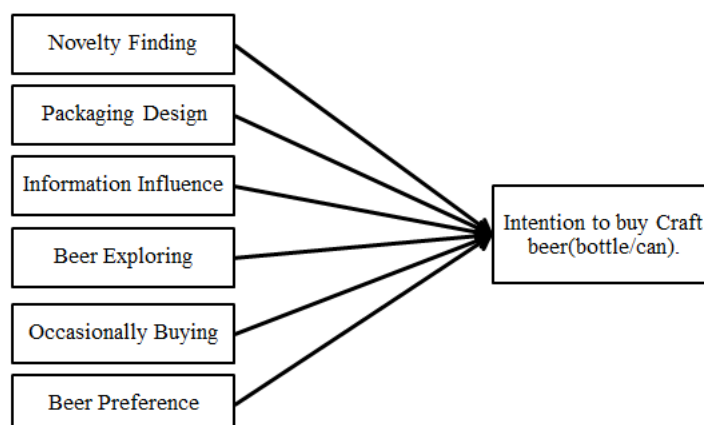 Novelty Finding
Packaging Design
Information Influence
Beer Exploring
Occasionally Buying
Beer Preference
Intention to buy Craft
beer(bottle/can).